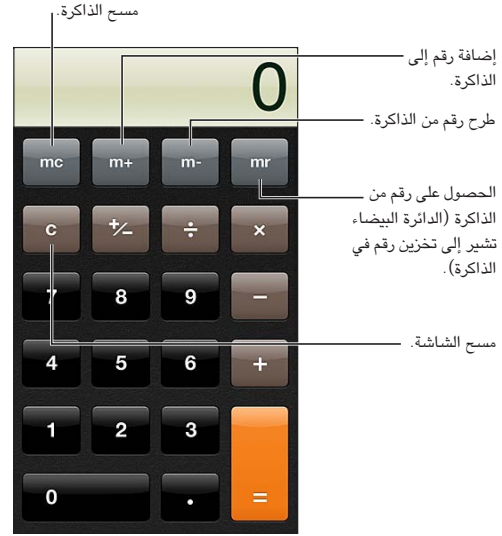 مسح الذاكرة.
إضافة رقم إلى
الذاكرة.
0
طرح رقم من الذاكرة.
mc m+ m- mr
الحصول على رقم من
الذاكرة (الدائرة البيضاء
تشير إلى تخزين رقم في
الذاكرة).
c +/− ÷ ×
7 8 9 −
مسح الشاشة.
4 5 6 +
1 2 3
0 . =